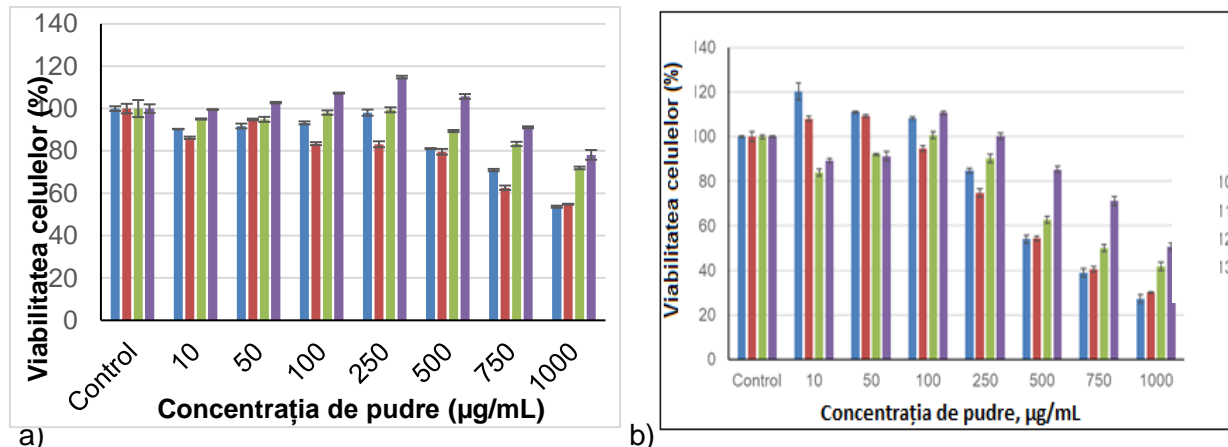 Viabilitatea celulelor (%)
140
120
100
80
60
40
20
0
Control 10 50 100 250 500 750 1000
Concentrația de pudre (µg/mL)
a)
Viabilitatea celulelor (%)
140
120
100
80
60
40
20
0
Control 10 50 100 250 500 750 1000
Concentrația de pudre, µg/mL
b)